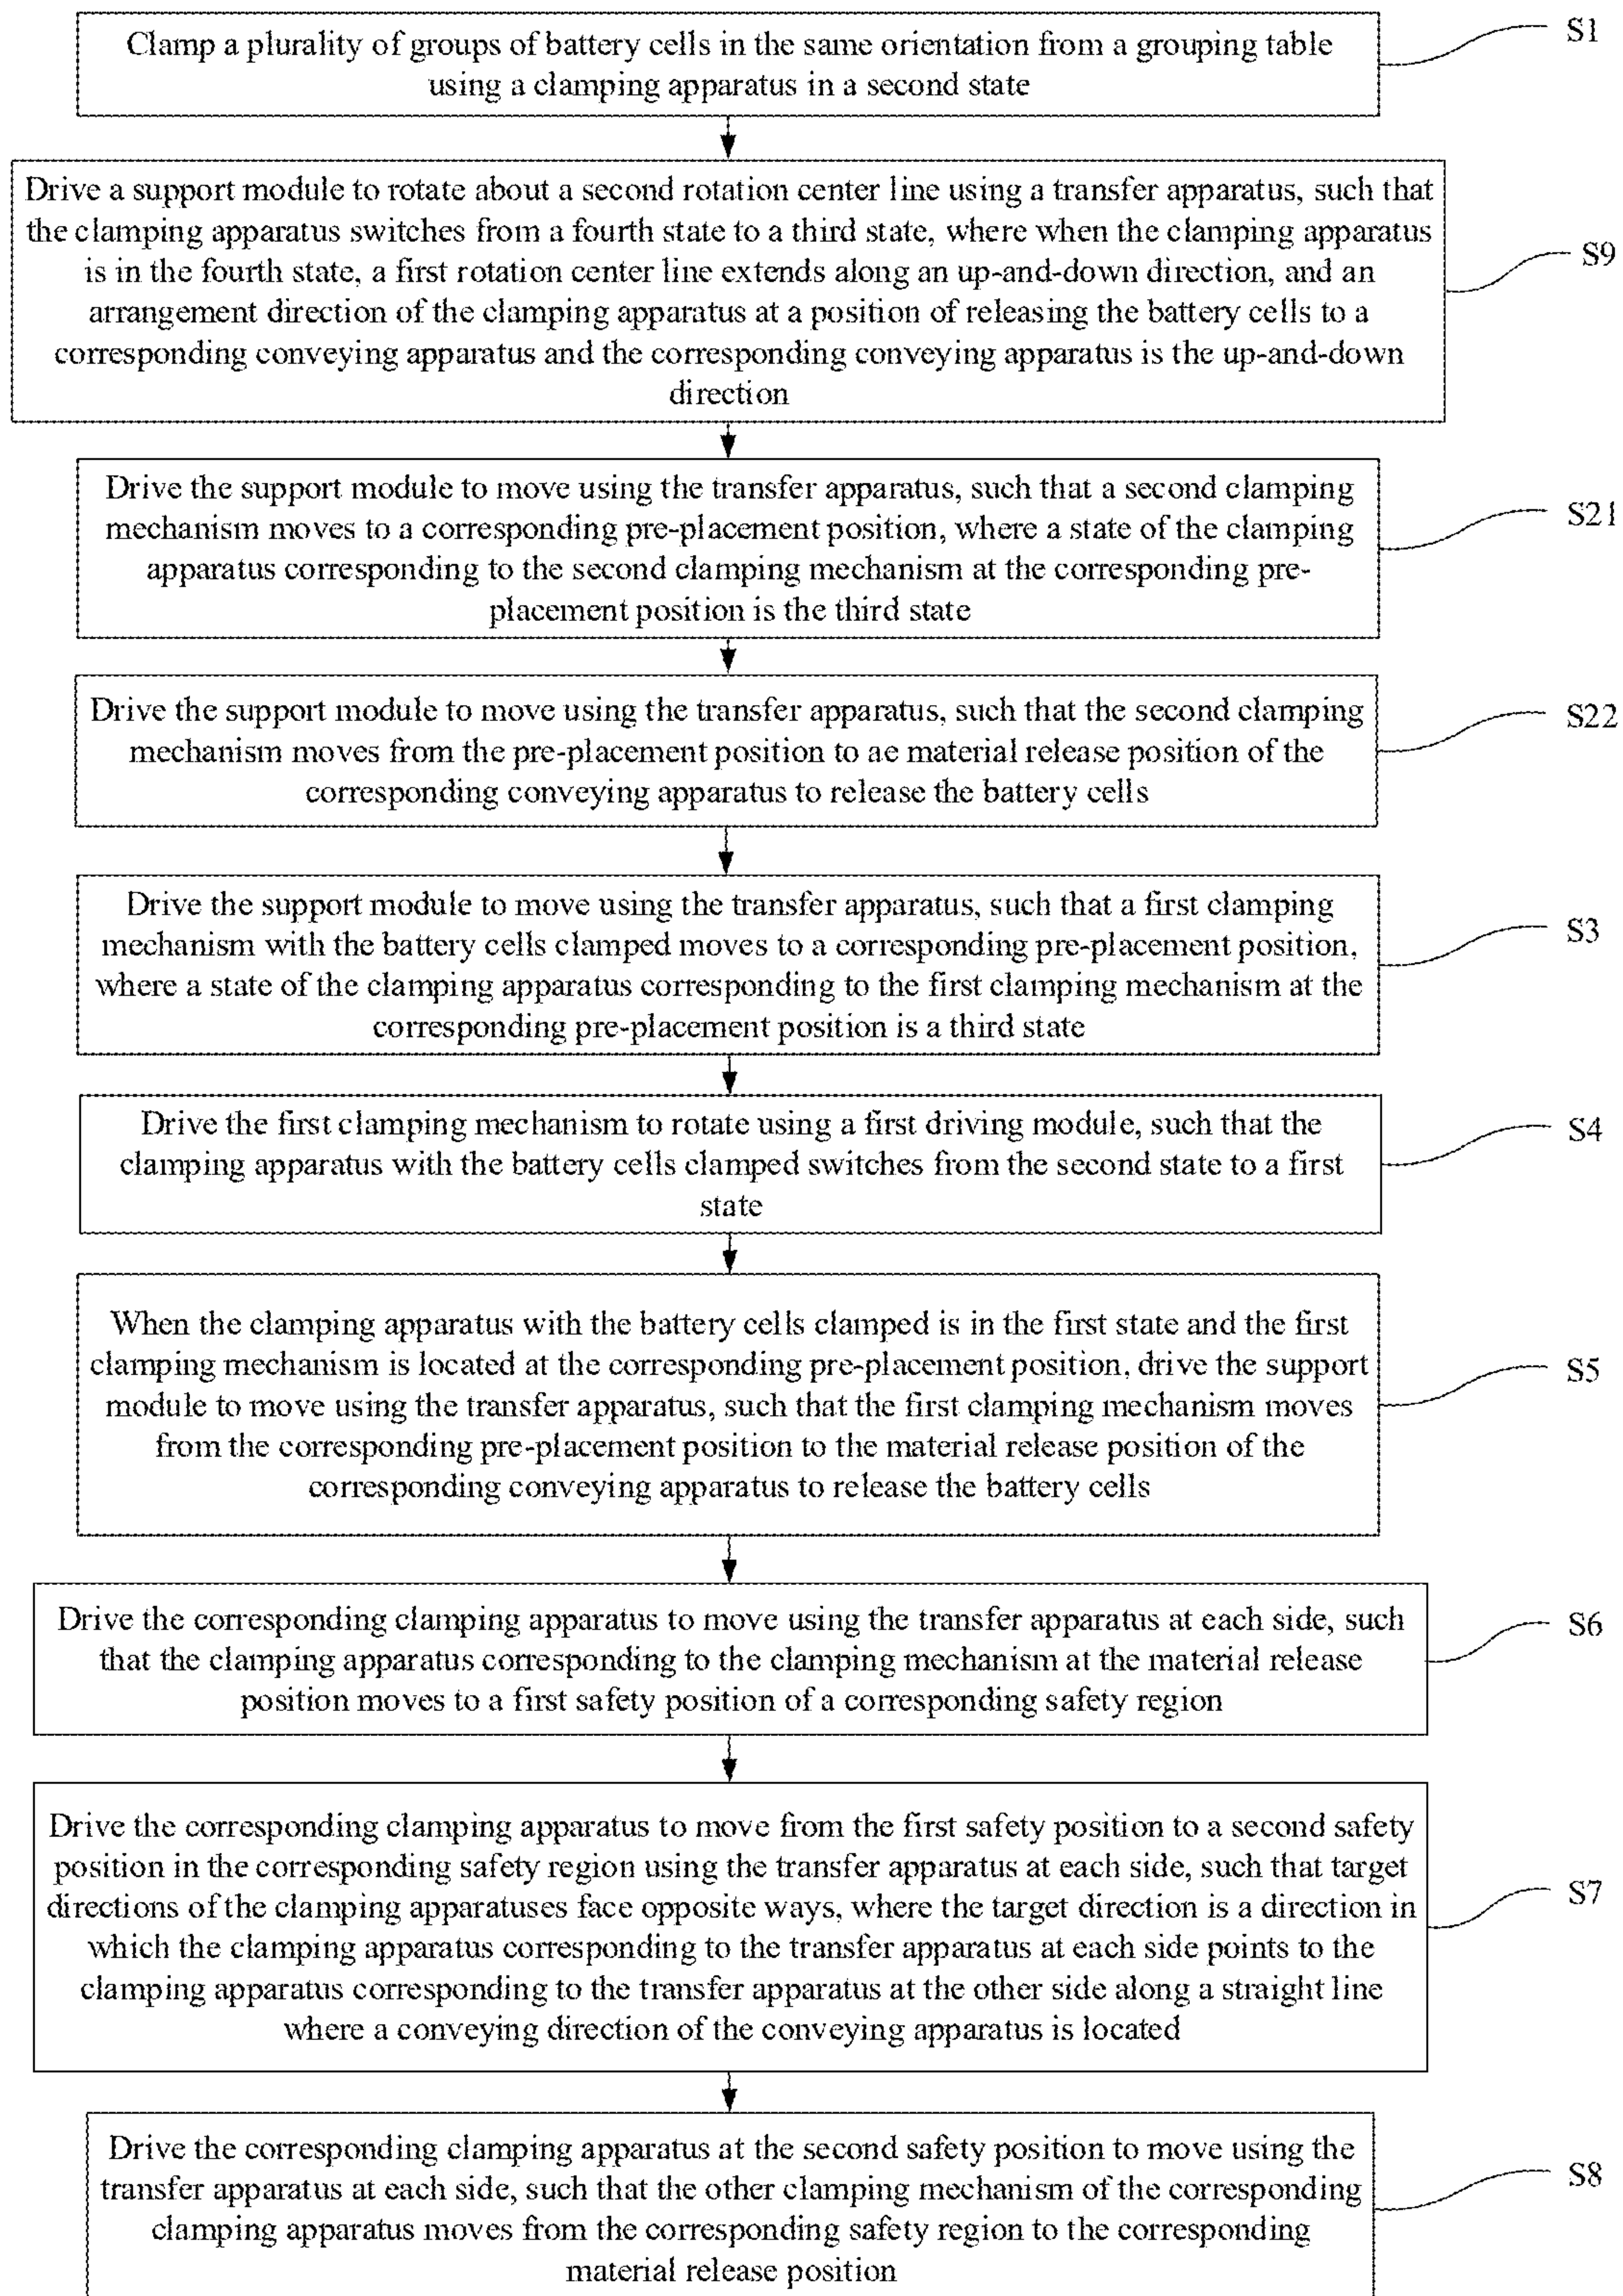 Clamp a plurality of groups of battery cells in the same orientation from a grouping table
using a clamping apparatus in a second state
S1
Drive a support module to rotate about a second rotation center line using a transfer apparatus, such that
the clamping apparatus switches from a fourth state to a third state, where when the clamping apparatus
is in the fourth state, a first rotation center line extends along an up-and-down direction, and an
arrangement direction of the clamping apparatus at a position of releasing the battery cells to a
corresponding conveying apparatus and the corresponding conveying apparatus is the up-and-down
direction
S9
Drive the support module to move using the transfer apparatus, such that a second clamping
mechanism moves to a corresponding pre-placement position, where a state of the clamping
apparatus corresponding to the second clamping mechanism at the corresponding pre-
placement position is the third state
S21
Drive the support module to move using the transfer apparatus, such that the second clamping
mechanism moves from the pre-placement position to ae material release position of the
corresponding conveying apparatus to release the battery cells
S22
Drive the support module to move using the transfer apparatus, such that a first clamping
mechanism with the battery cells clamped moves to a corresponding pre-placement position,
where a state of the clamping apparatus corresponding to the first clamping mechanism at the
corresponding pre-placement position is a third state
S3
Drive the first clamping mechanism to rotate using a first driving module, such that the
clamping apparatus with the battery cells clamped switches from the second state to a first
state
S4
When the clamping apparatus with the battery cells clamped is in the first state and the first
clamping mechanism is located at the corresponding pre-placement position, drive the support
module to move using the transfer apparatus, such that the first clamping mechanism moves
from the corresponding pre-placement position to the material release position of the
corresponding conveying apparatus to release the battery cells
S5
Drive the corresponding clamping apparatus to move using the transfer apparatus at each side, such
that the clamping apparatus corresponding to the clamping mechanism at the material release
position moves to a first safety position of a corresponding safety region
S6
Drive the corresponding clamping apparatus to move from the first safety position to a second safety
position in the corresponding safety region using the transfer apparatus at each side, such that target
directions of the clamping apparatuses face opposite ways, where the target direction is a direction in
which the clamping apparatus corresponding to the transfer apparatus at each side points to the
clamping apparatus corresponding to the transfer apparatus at the other side along a straight line
where a conveying direction of the conveying apparatus is located
S7
Drive the corresponding clamping apparatus at the second safety position to move using the
transfer apparatus at each side, such that the other clamping mechanism of the corresponding
clamping apparatus moves from the corresponding safety region to the corresponding
material release position
S8